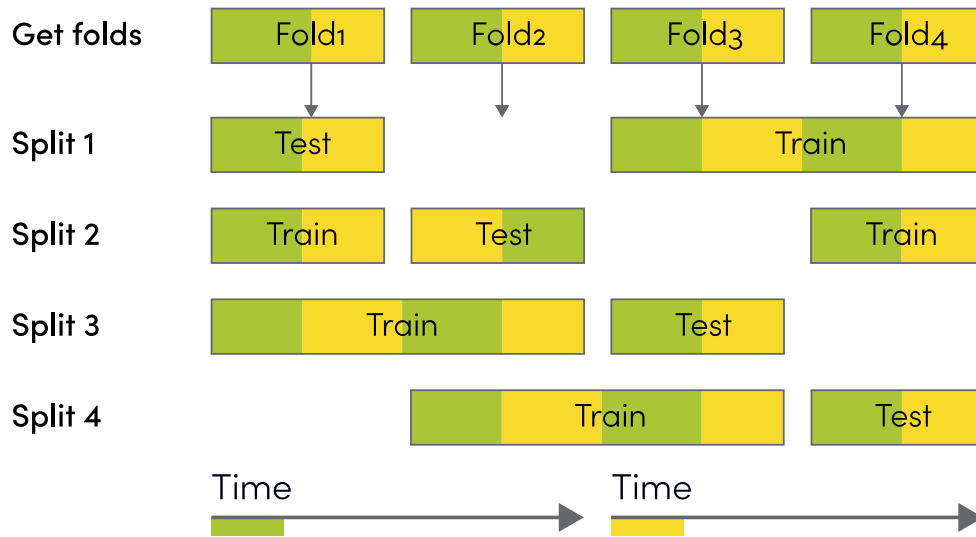 Get folds Fold1 Fold2 Fold3 Fold4
Split 1 Test Train
Split 2 Train Test Train
Split 3 Train Test
Split 4 Train Test
Time Time